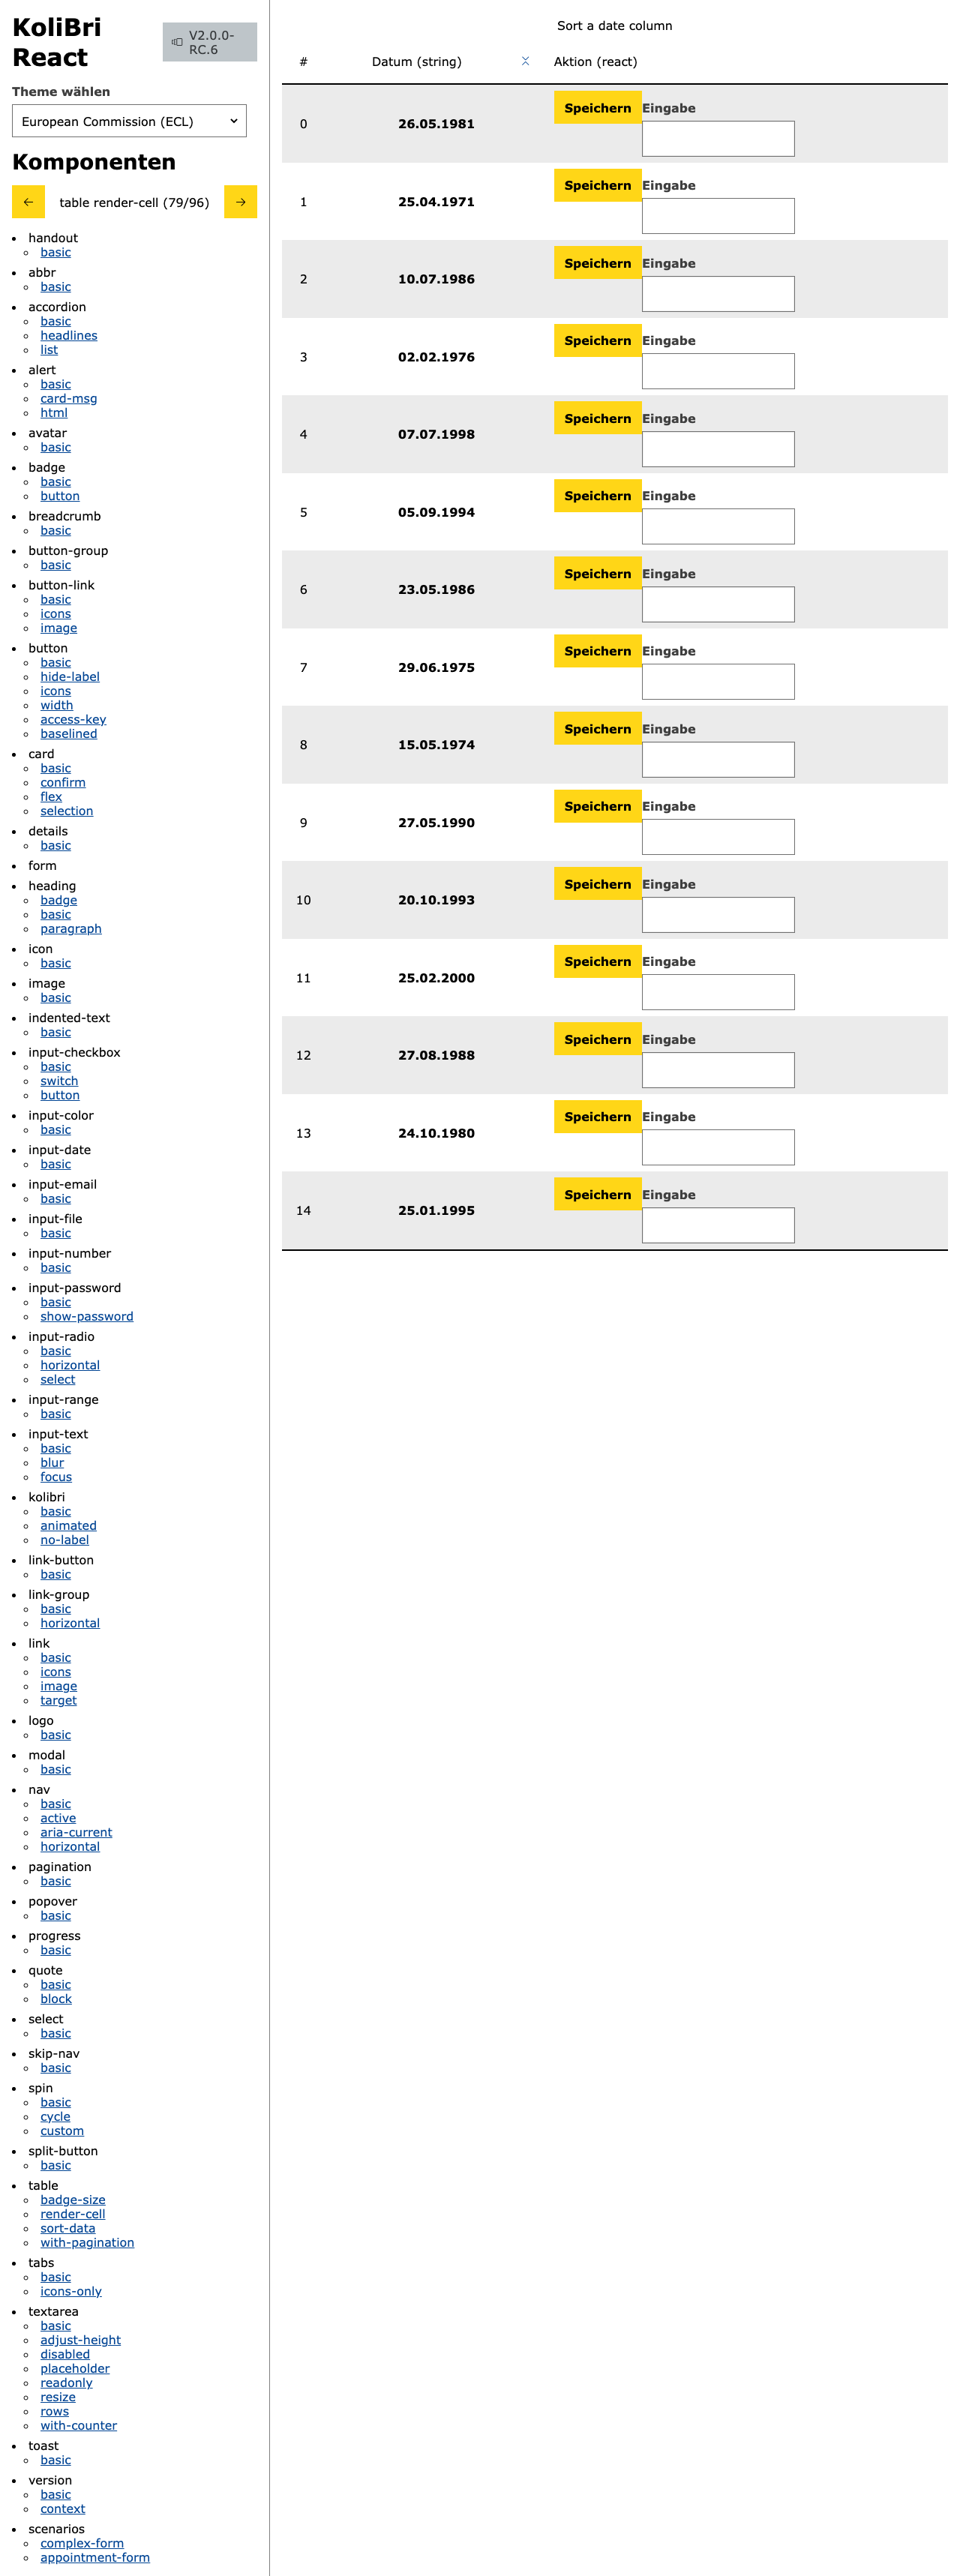 KoliBri
React
V2.0.0-
RC.6
Theme wählen
European Commission (ECL)
Komponenten
← table render-cell (79/96) →
handout
basic
abbr
basic
accordion
basic
headlines
list
alert
basic
card-msg
html
avatar
basic
badge
basic
button
breadcrumb
basic
button-group
basic
button-link
basic
icons
image
button
basic
hide-label
icons
width
access-key
baselined
card
basic
confirm
flex
selection
details
basic
form
heading
badge
basic
paragraph
icon
basic
image
basic
indented-text
basic
input-checkbox
basic
switch
button
input-color
basic
input-date
basic
input-email
basic
input-file
basic
input-number
basic
input-password
basic
show-password
input-radio
basic
horizontal
select
input-range
basic
input-text
basic
blur
focus
kolibri
basic
animated
no-label
link-button
basic
link-group
basic
horizontal
link
basic
icons
image
target
logo
basic
modal
basic
nav
basic
active
aria-current
horizontal
pagination
basic
popover
basic
progress
basic
quote
basic
block
select
basic
skip-nav
basic
spin
basic
cycle
custom
split-button
basic
table
badge-size
render-cell
sort-data
with-pagination
tabs
basic
icons-only
textarea
basic
adjust-height
disabled
placeholder
readonly
resize
rows
with-counter
toast
basic
version
basic
context
scenarios
complex-form
appointment-form
Sort a date column
# Datum (string) Aktion (react)
0 26.05.1981 Speichern Eingabe
1 25.04.1971 Speichern Eingabe
2 10.07.1986 Speichern Eingabe
3 02.02.1976 Speichern Eingabe
4 07.07.1998 Speichern Eingabe
5 05.09.1994 Speichern Eingabe
6 23.05.1986 Speichern Eingabe
7 29.06.1975 Speichern Eingabe
8 15.05.1974 Speichern Eingabe
9 27.05.1990 Speichern Eingabe
10 20.10.1993 Speichern Eingabe
11 25.02.2000 Speichern Eingabe
12 27.08.1988 Speichern Eingabe
13 24.10.1980 Speichern Eingabe
14 25.01.1995 Speichern Eingabe